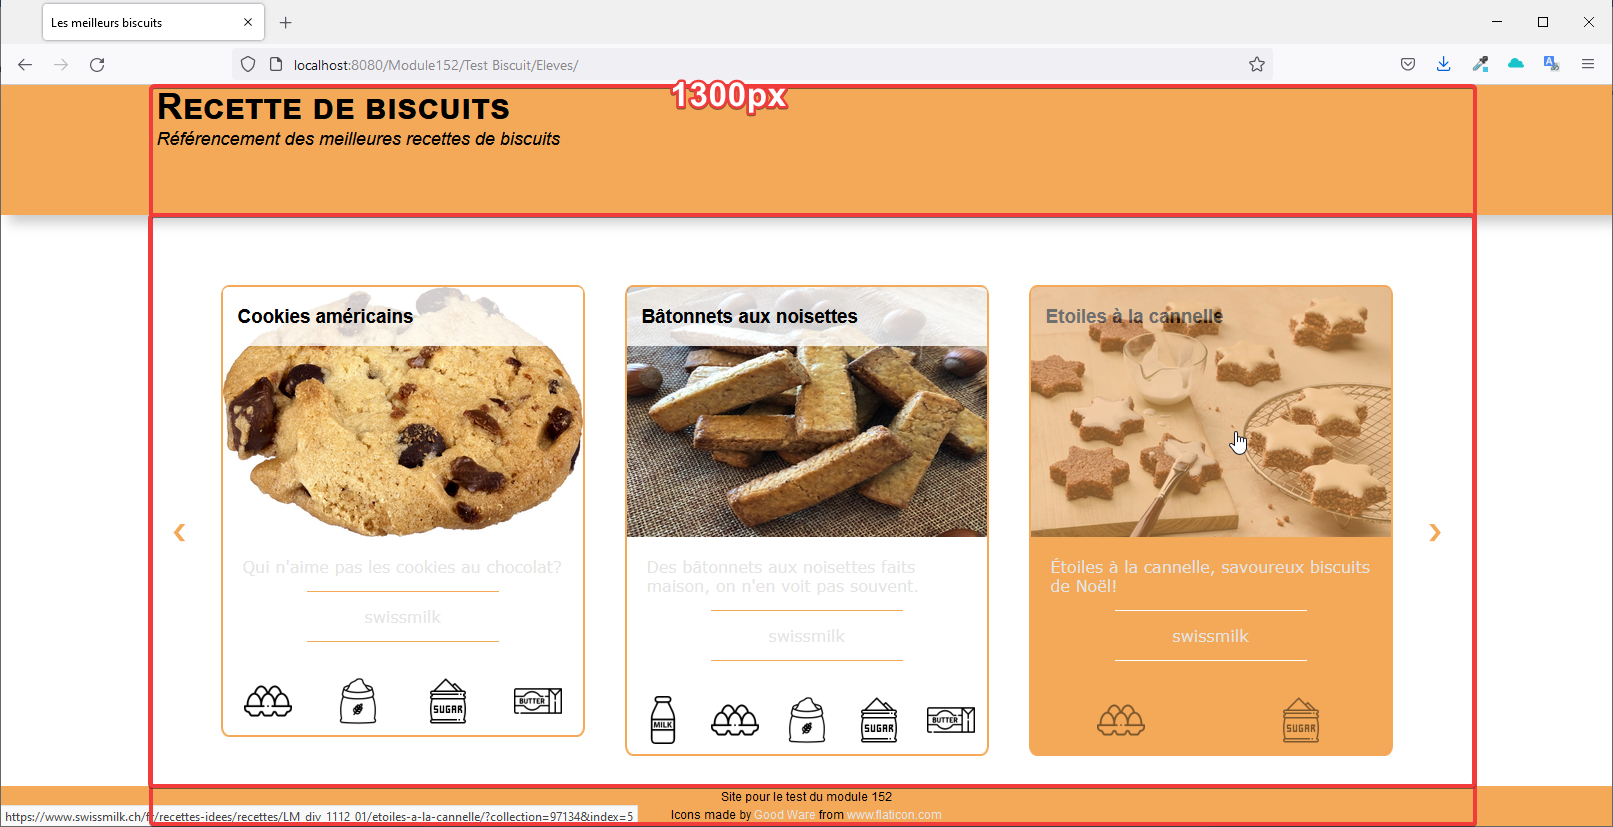 Les meilleurs biscuits
localhost:8080/Module152/Test Biscuit/Eleves/
1300px
Recette de biscuits
Référencement des meilleures recettes de biscuits
Cookies américains
Bâtonnets aux noisettes
Etoiles à la cannelle
Qui n'aime pas les cookies au chocolat?
swissmilk
SUGAR
BUTTER
Des bâtonnets aux noisettes faits
maison, on n'en voit pas souvent.
swissmilk
MILK
SUGAR
BUTTER
Étoiles à la cannelle, savoureux biscuits
de Noël!
swissmilk
SUGAR
Site pour le test du module 152
Icons made by Good Ware from www.flaticon.com
https://www.swissmilk.ch/fr/recettes-idees/recettes/LM_div_1112_01/etoiles-a-la-cannelle/?collection=97134&index=5